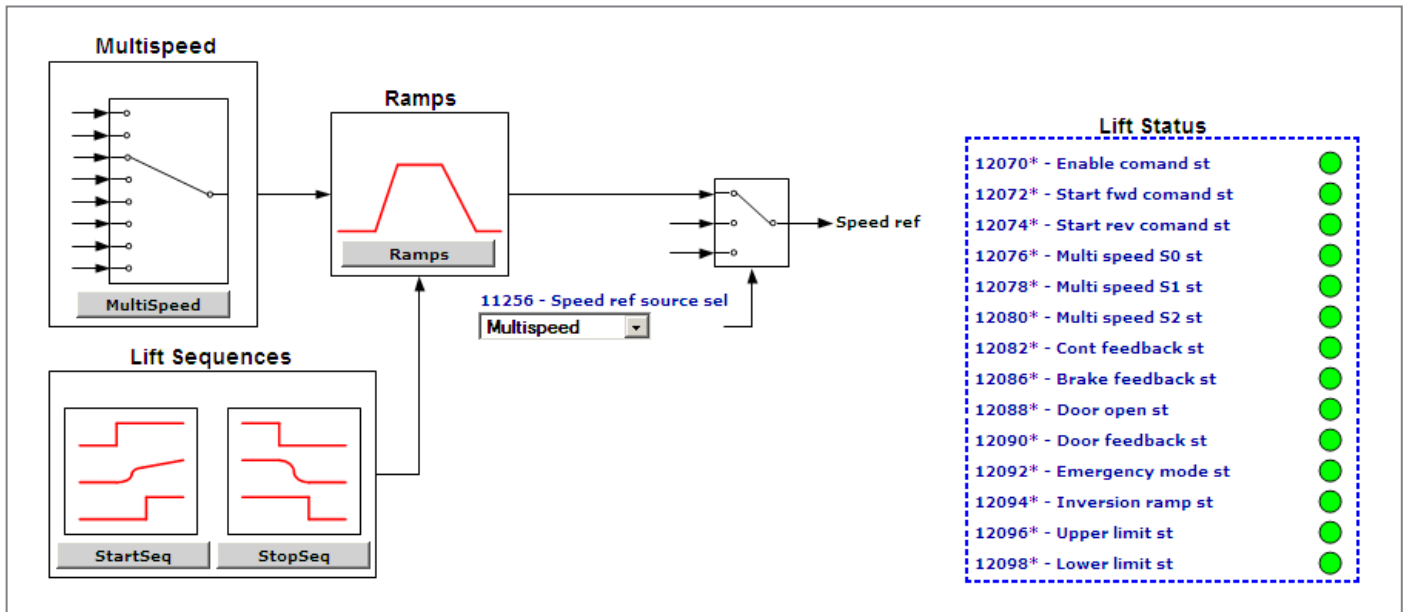 Multispeed
MultiSpeed
Ramps
Ramps
11256 - Speed ref source sel
Multispeed
Speed ref
Lift Sequences
StartSeq
StopSeq
Lift Status
12070* - Enable comand st
12072* - Start fwd comand st
12074* - Start rev comand st
12076* - Multi speed S0 st
12078* - Multi speed S1 st
12080* - Multi speed S2 st
12082* - Cont feedback st
12086* - Brake feedback st
12088* - Door open st
12090* - Door feedback st
12092* - Emergency mode st
12094* - Inversion ramp st
12096* - Upper limit st
12098* - Lower limit st